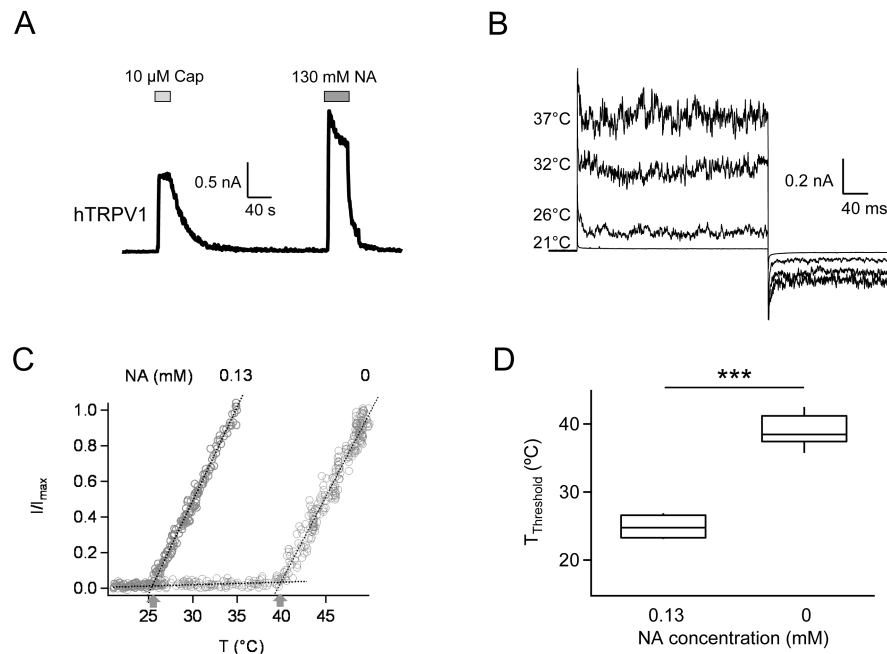 A
10 µM Cap
130 mM NA
0.5 nA
40 s
hTRPV1
B
37°C
32°C
26°C
21°C
0.2 nA
40 ms
C
NA (mM) 0.13 0
1.0
0.8
0.6
0.4
0.2
0.0
I/Imax
25 30 35 40 45
T (°C)
D
***
40
30
20
TThreshold (ºC)
0.13 0
NA concentration (mM)